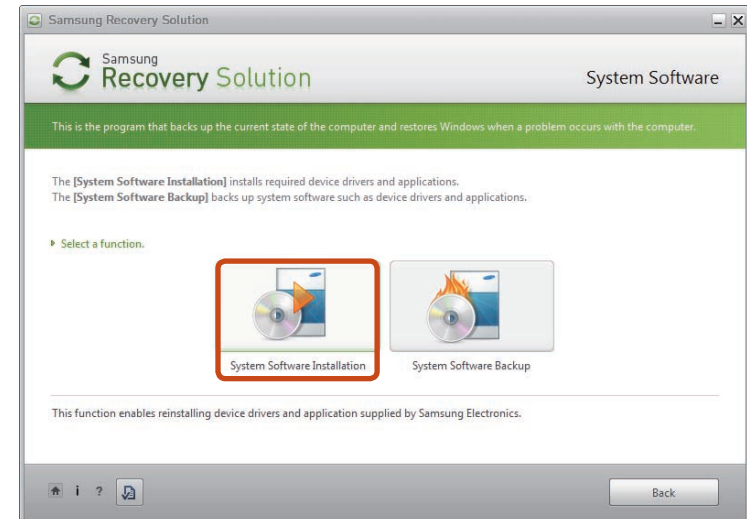 Samsung Recovery Solution
Samsung
Recovery Solution
System Software
This is the program that backs up the current state of the computer and restores Windows when a problem occurs with the computer.
The [System Software Installation] installs required device drivers and applications.
The [System Software Backup] backs up system software such as device drivers and applications.
Select a function.
System Software Installation
System Software Backup
This function enables reinstalling device drivers and application supplied by Samsung Electronics.
i ?
Back